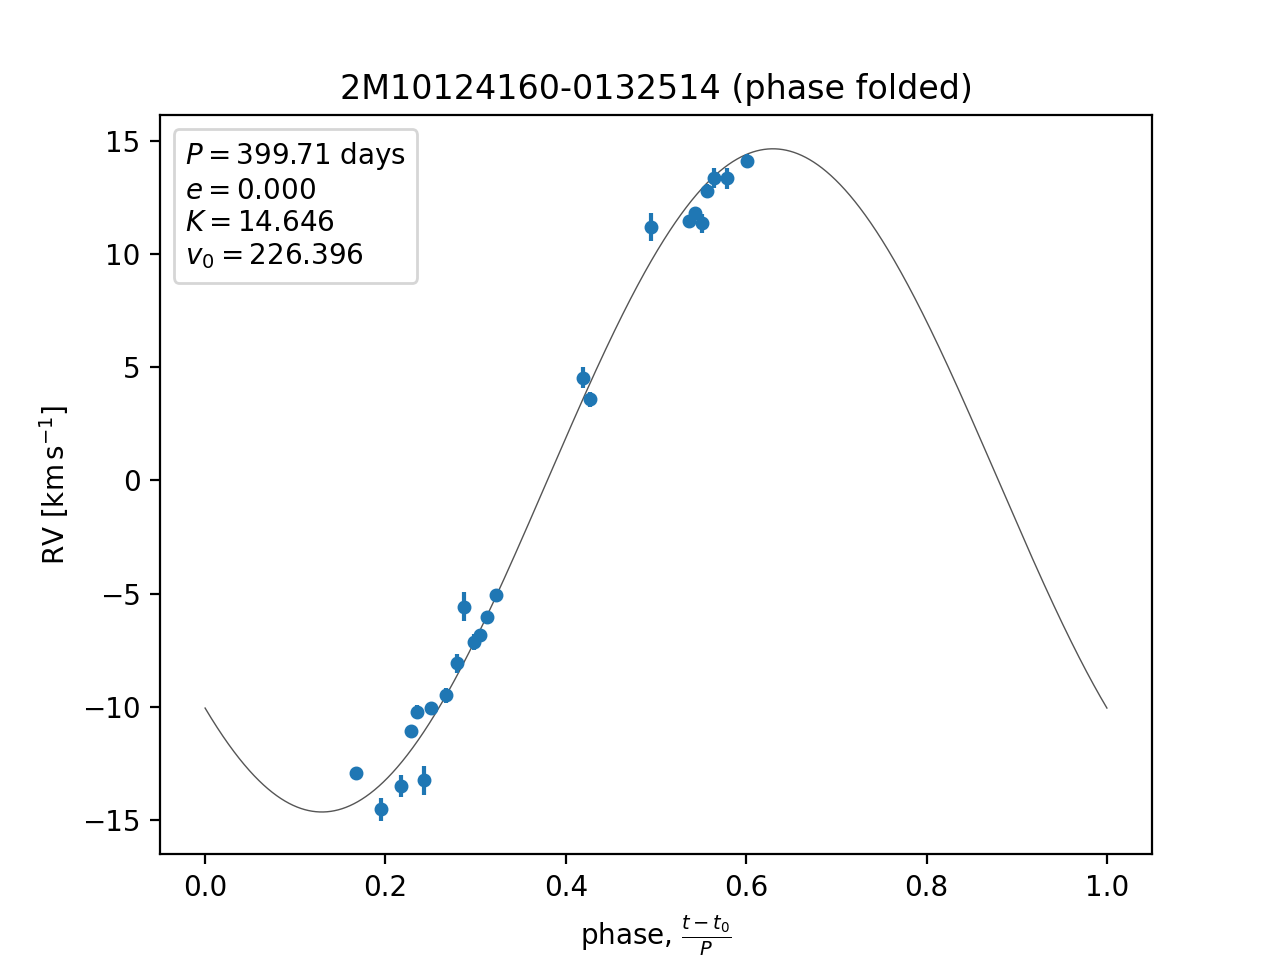 2M10124160-0132514 (phase folded)
P = 399.71 days
e = 0.000
K = 14.646
v₀ = 226.396
15
10
5
0
−5
−10
−15
RV [km s⁻¹]
0.0 0.2 0.4 0.6 0.8 1.0
phase, (t − t₀)/P